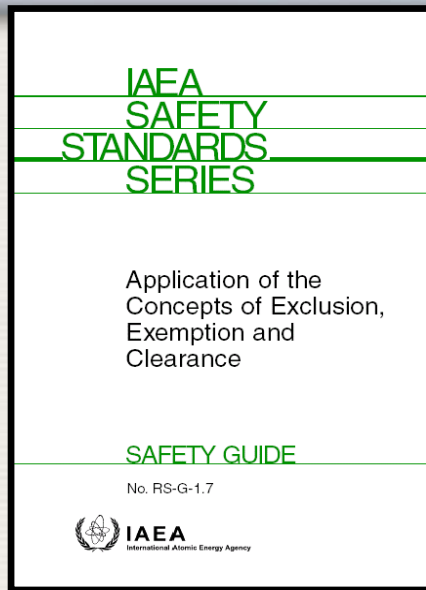 IAEA
SAFETY
STANDARDS
SERIES
Application of the
Concepts of Exclusion,
Exemption and
Clearance
SAFETY GUIDE
No. RS-G-1.7
IAEA
International Atomic Energy Agency